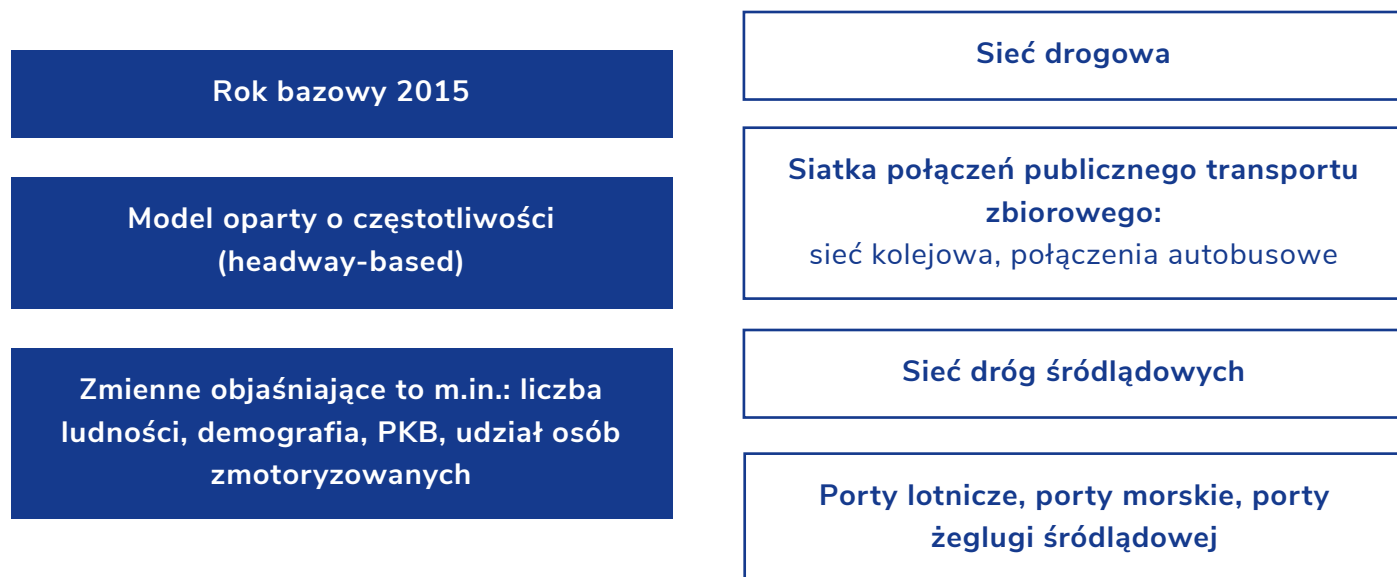 Rok bazowy 2015
Model oparty o częstotliwości
(headway-based)
Zmienne objaśniające to m.in.: liczba
ludności, demografia, PKB, udział osób
zmotoryzowanych
Sieć drogowa
Siatka połączeń publicznego transportu
zbiorowego:
sieć kolejowa, połączenia autobusowe
Sieć dróg śródlądowych
Porty lotnicze, porty morskie, porty
żeglugi śródlądowej